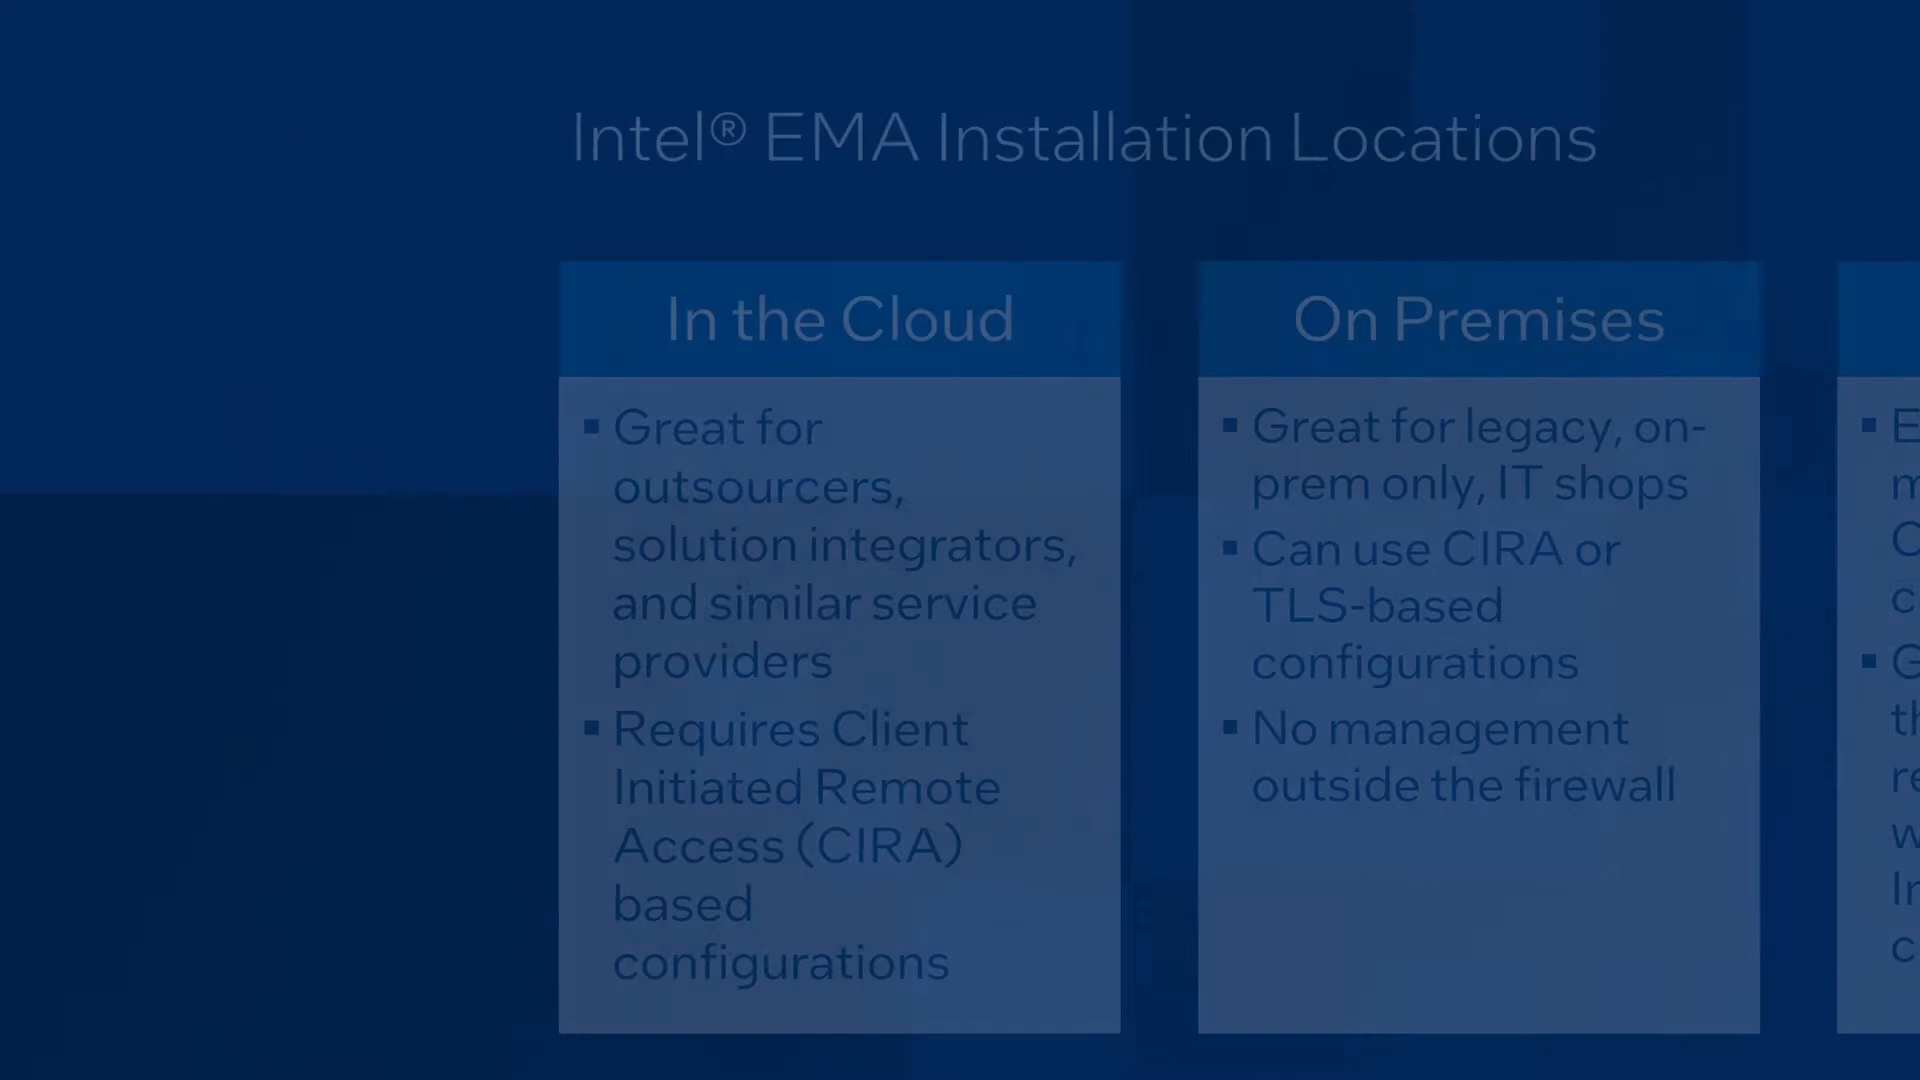 Intel® EMA Installation Locations
In the Cloud
▪ Great for
outsourcers,
solution integrators,
and similar service
providers
▪ Requires Client
Initiated Remote
Access (CIRA)
based
configurations
On Premises
▪ Great for legacy, on-
prem only, IT shops
▪ Can use CIRA or
TLS-based
configurations
▪ No management
outside the firewall